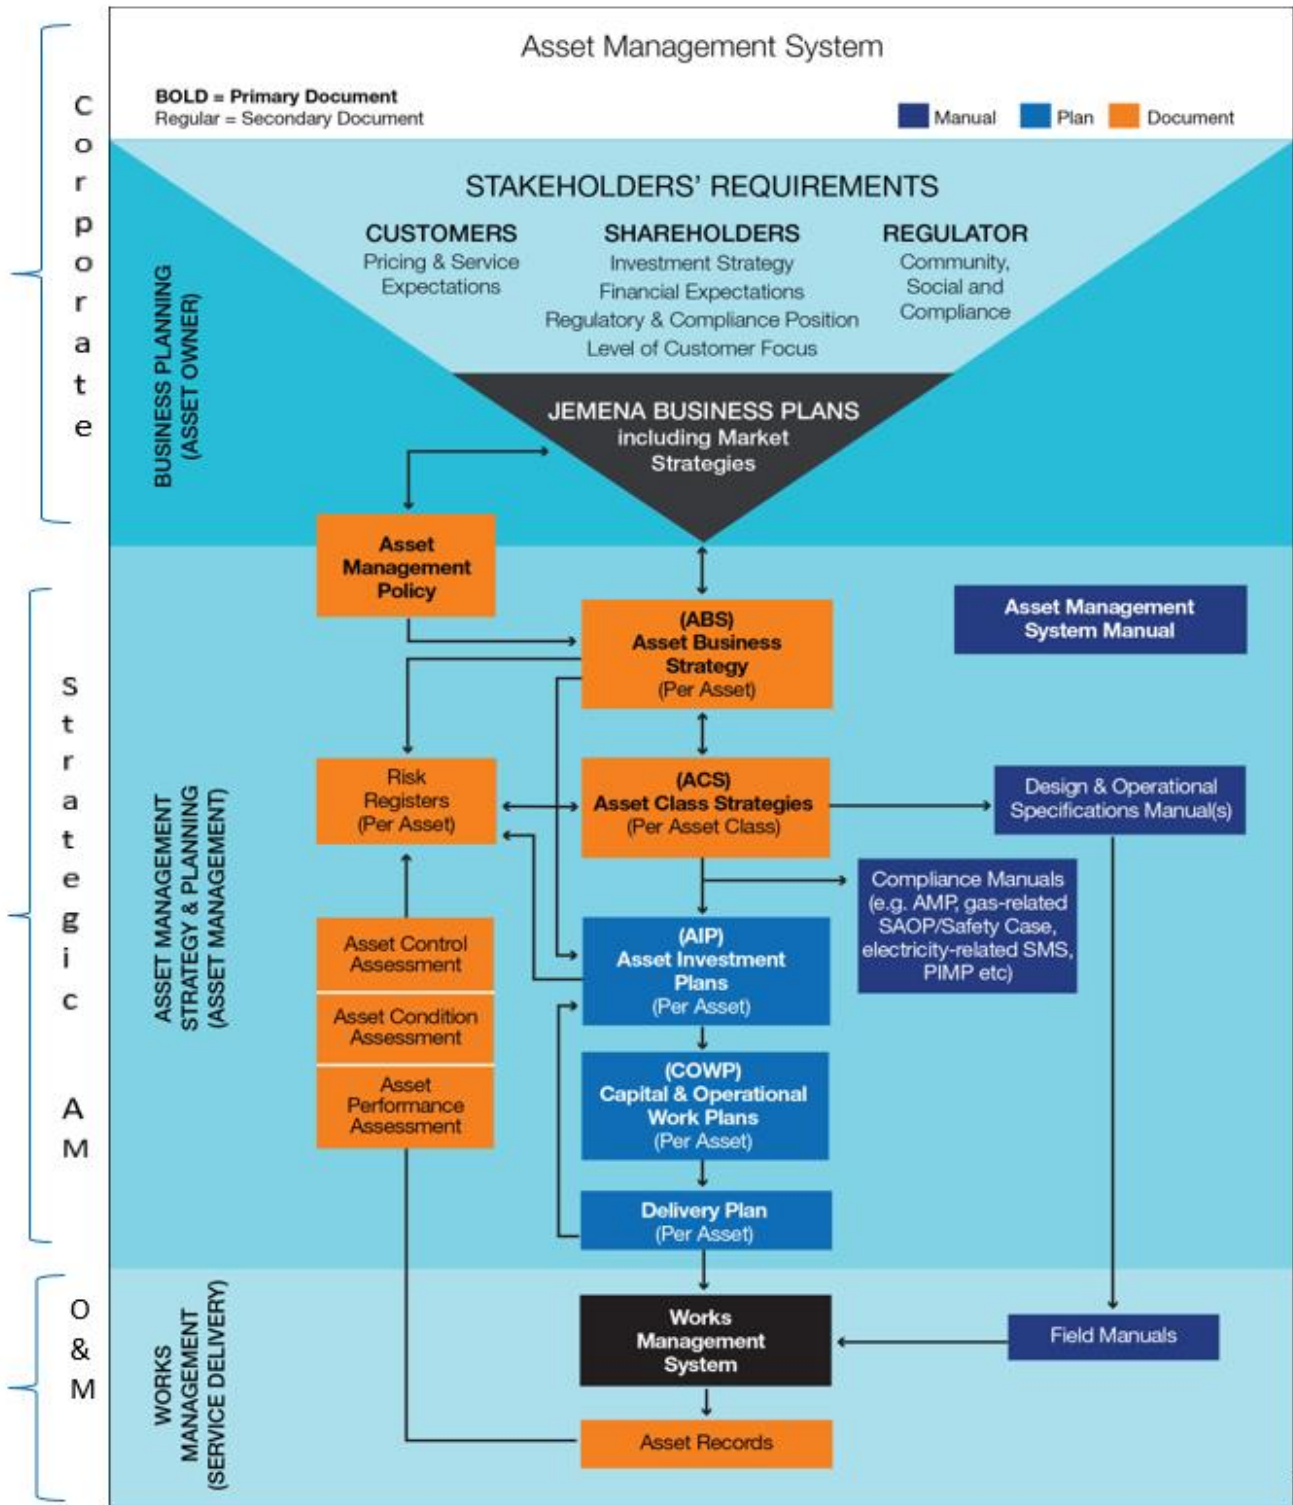 Asset Management System
BOLD = Primary Document
Regular = Secondary Document
Manual
Plan
Document
Corporate
BUSINESS PLANNING
(ASSET OWNER)
STAKEHOLDERS' REQUIREMENTS
CUSTOMERS
Pricing & Service
Expectations
SHAREHOLDERS
Investment Strategy
Financial Expectations
Regulatory & Compliance Position
Level of Customer Focus
REGULATOR
Community,
Social and
Compliance
JEMENA BUSINESS PLANS
including Market
Strategies
Strategic AM
ASSET MANAGEMENT
STRATEGY & PLANNING
(ASSET MANAGEMENT)
Asset
Management
Policy
(ABS)
Asset Business
Strategy
(Per Asset)
Asset Management
System Manual
Risk
Registers
(Per Asset)
(ACS)
Asset Class Strategies
(Per Asset Class)
Design & Operational
Specifications Manual(s)
Compliance Manuals
(e.g. AMP, gas-related
SAOP/Safety Case,
electricity-related SMS,
PIMP etc)
Asset Control
Assessment
Asset Condition
Assessment
Asset
Performance
Assessment
(AIP)
Asset Investment
Plans
(Per Asset)
(COWP)
Capital & Operational
Work Plans
(Per Asset)
Delivery Plan
(Per Asset)
O&M
WORKS
MANAGEMENT
(SERVICE DELIVERY)
Works
Management
System
Field Manuals
Asset Records